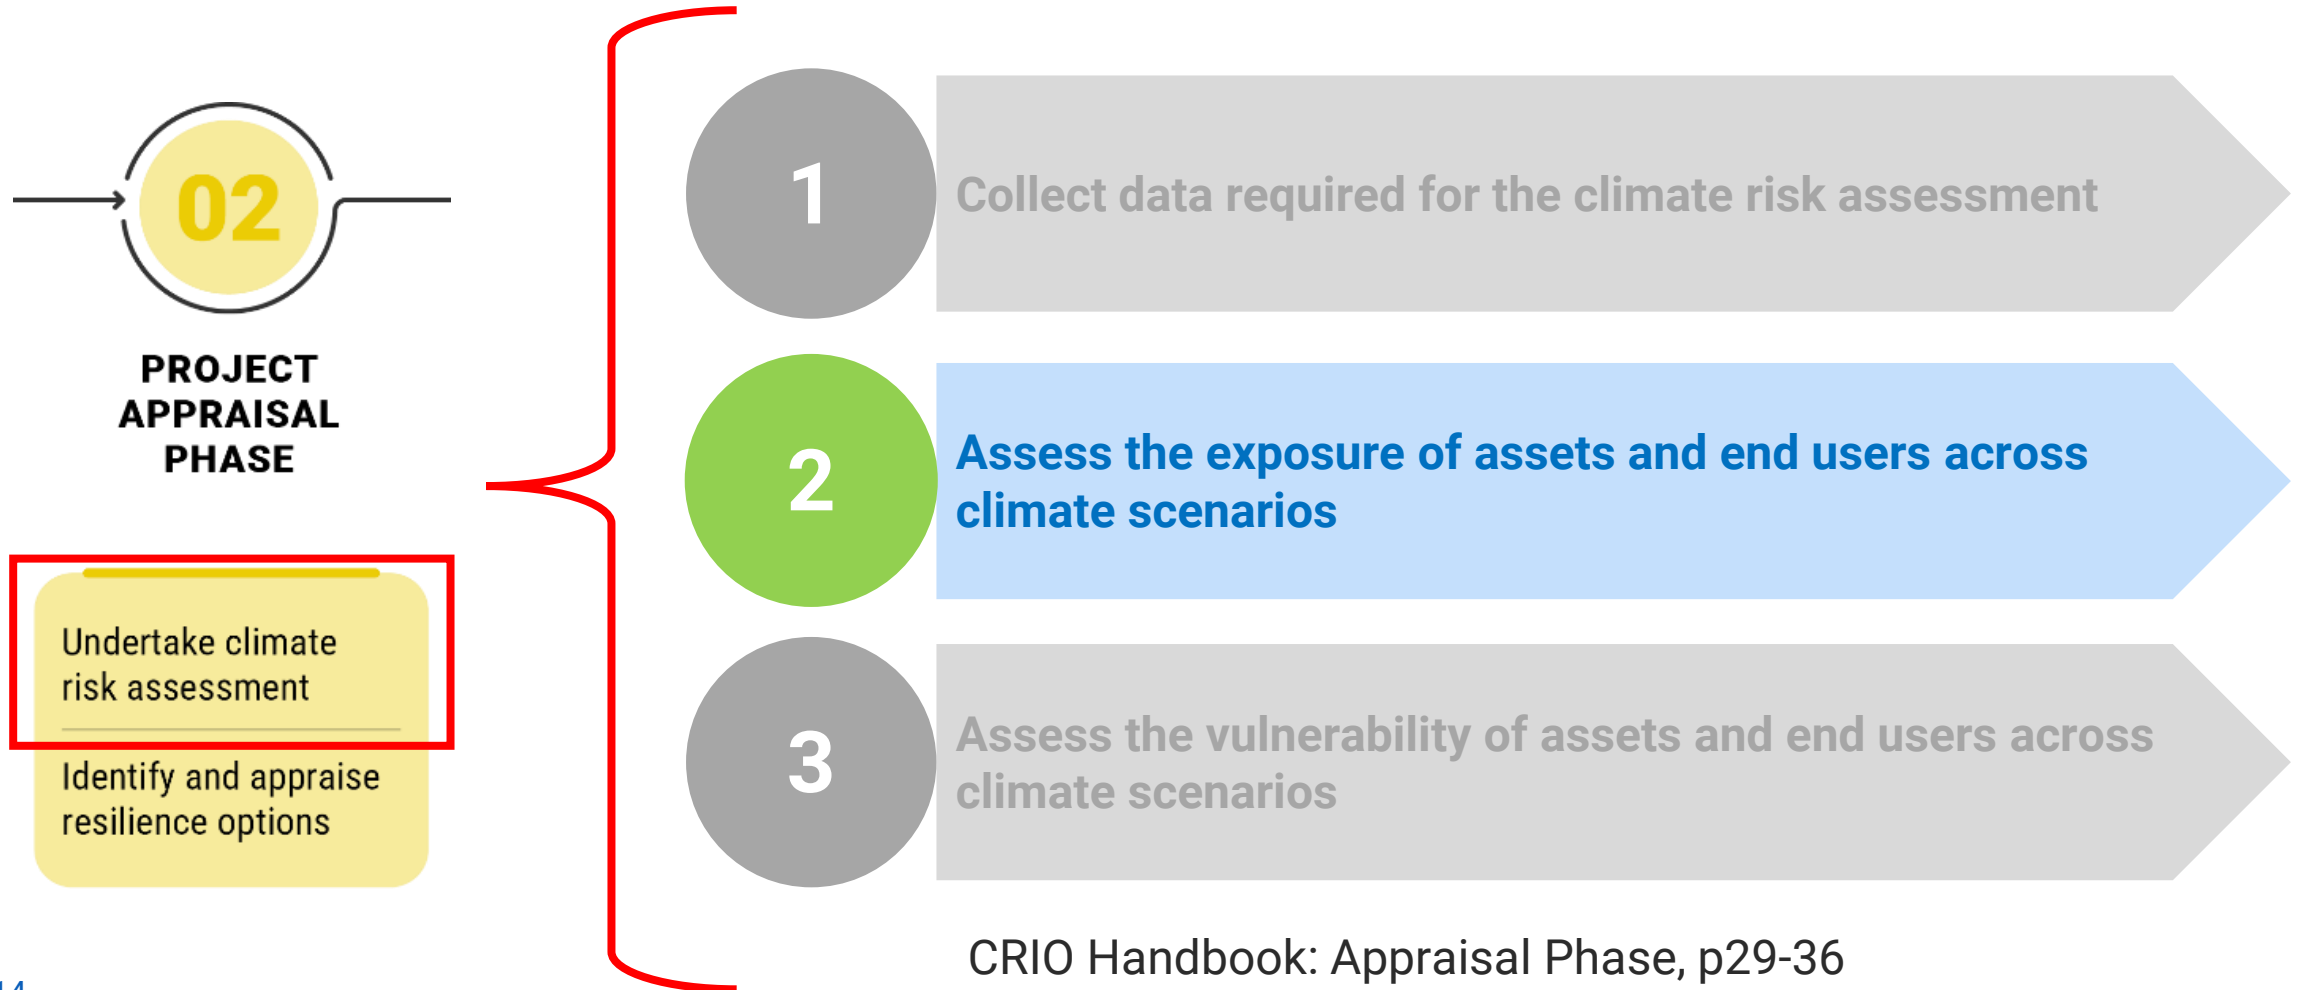 02
PROJECT
APPRAISAL
PHASE
Undertake climate
risk assessment
Identify and appraise
resilience options
1
Collect data required for the climate risk assessment
2
Assess the exposure of assets and end users across
climate scenarios
3
Assess the vulnerability of assets and end users across
climate scenarios
CRIO Handbook: Appraisal Phase, p29-36